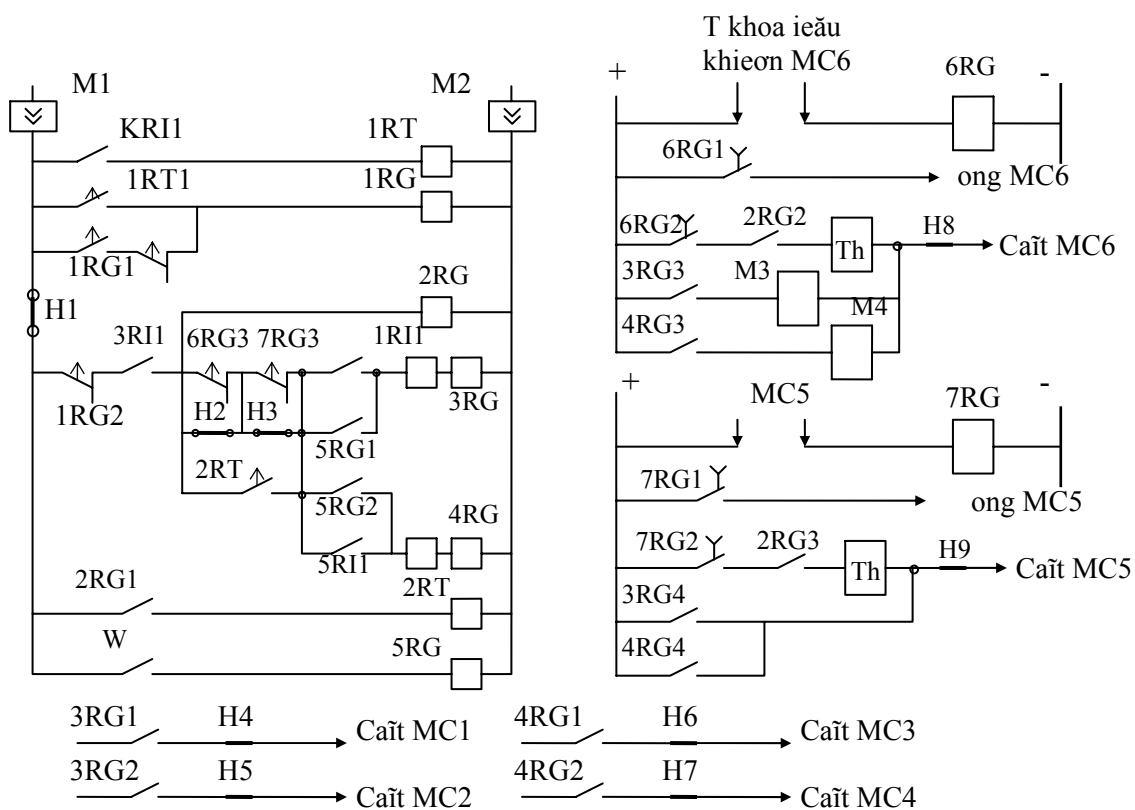 M1
M2
KRI1
1RT
1RT1
1RG
1RG1
2RG
H1
3RI1
6RG3
7RG3
1RI1
1RG2
H2
H3
3RG
5RG1
2RT
5RG2
4RG
5RI1
2RT
2RG1
W
5RG
T khoa ieău
khieơn MC6
+
6RG
-
6RG1
ong MC6
6RG2
2RG2
Th
H8
Caĩt MC6
3RG3
M3
M4
4RG3
+
MC5
7RG
-
7RG1
ong MC5
7RG2
2RG3
Th
H9
Caĩt MC5
3RG4
4RG4
3RG1
H4
Caĩt MC1
4RG1
H6
Caĩt MC3
3RG2
H5
Caĩt MC2
4RG2
H7
Caĩt MC4